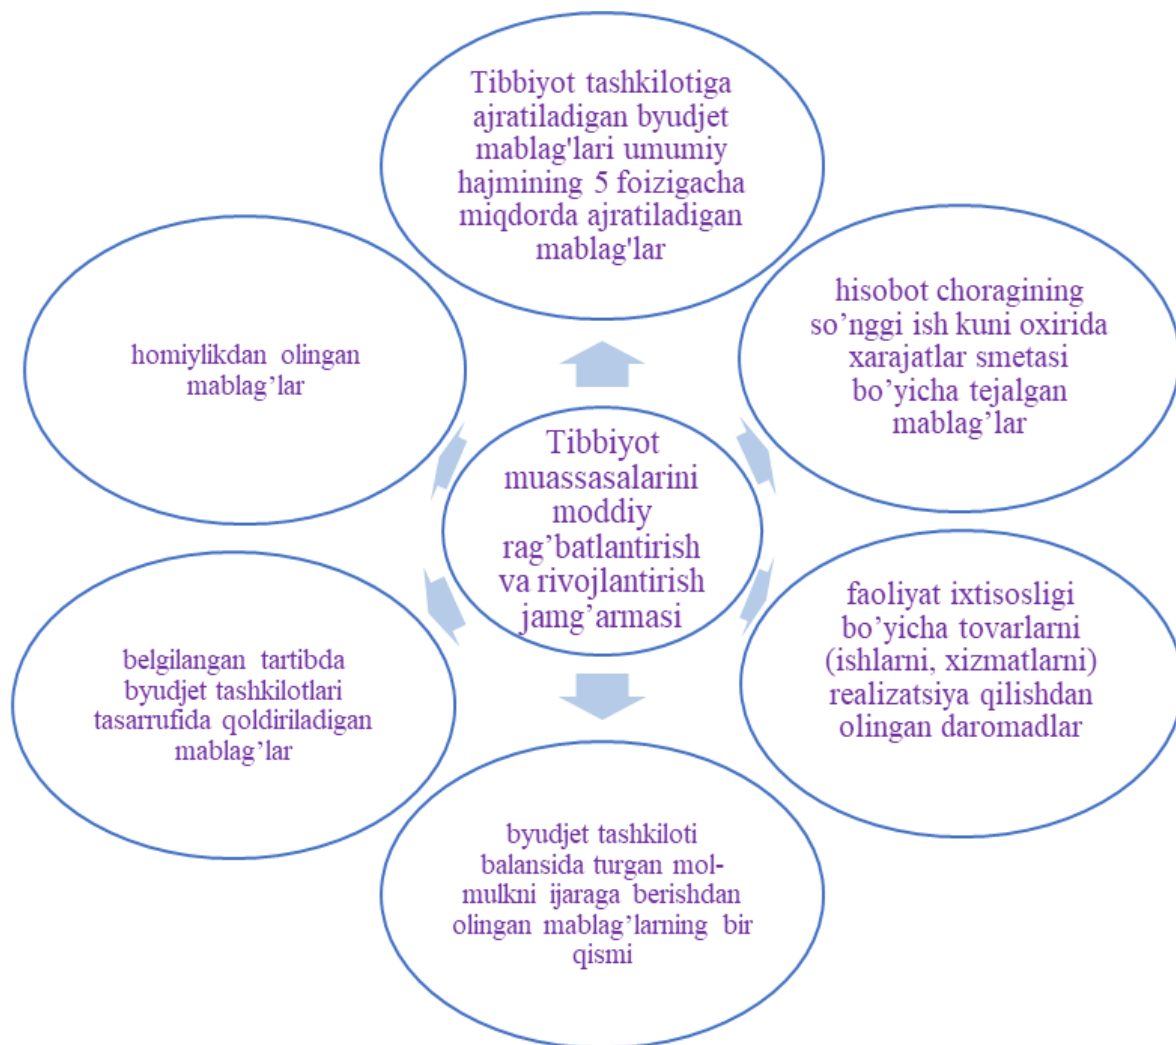 Tibbiyot tashkilotiga
ajratiladigan byudjet
mablag'lari umumiy
hajmining 5 foizigacha
miqdorda ajratiladigan
mablag'lar
hisobot choragining
so’nggi ish kuni oxirida
xarajatlar smetasi
bo’yicha tejalgan
mablag’lar
faoliyat ixtisosligi
bo’yicha tovarlarni
(ishlarni, xizmatlarni)
realizatsiya qilishdan
olingan daromadlar
byudjet tashkiloti
balansida turgan mol-
mulkni ijaraga berishdan
olingan mablag’larning bir
qismi
belgilangan tartibda
byudjet tashkilotlari
tasarrufida qoldiriladigan
mablag’lar
homiylikdan olingan
mablag’lar
Tibbiyot
muassasalarini
moddiy
rag’batlantirish
va rivojlantirish
jamg’armasi